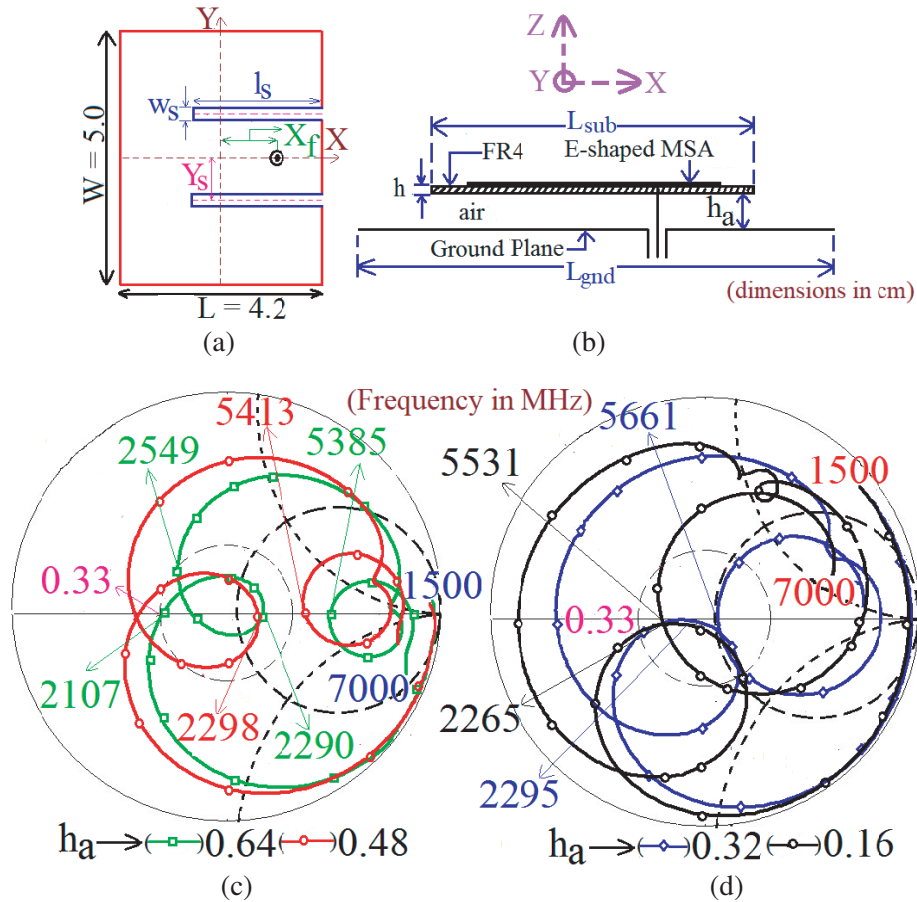 Y
l_s
w_s
X_f X
Y_s
W = 5.0
L = 4.2
(a)
Z
Y X
L_sub
FR4 E-shaped MSA
h
air h_a
Ground Plane
L_gnd
(dimensions in cm)
(b)
(Frequency in MHz)
5413
2549 5385
0.33
1500
2107
7000
2298
2290
h_a 0.64 0.48
(c)
5661
5531 1500
0.33 7000
2265
2295
h_a 0.32 0.16
(d)